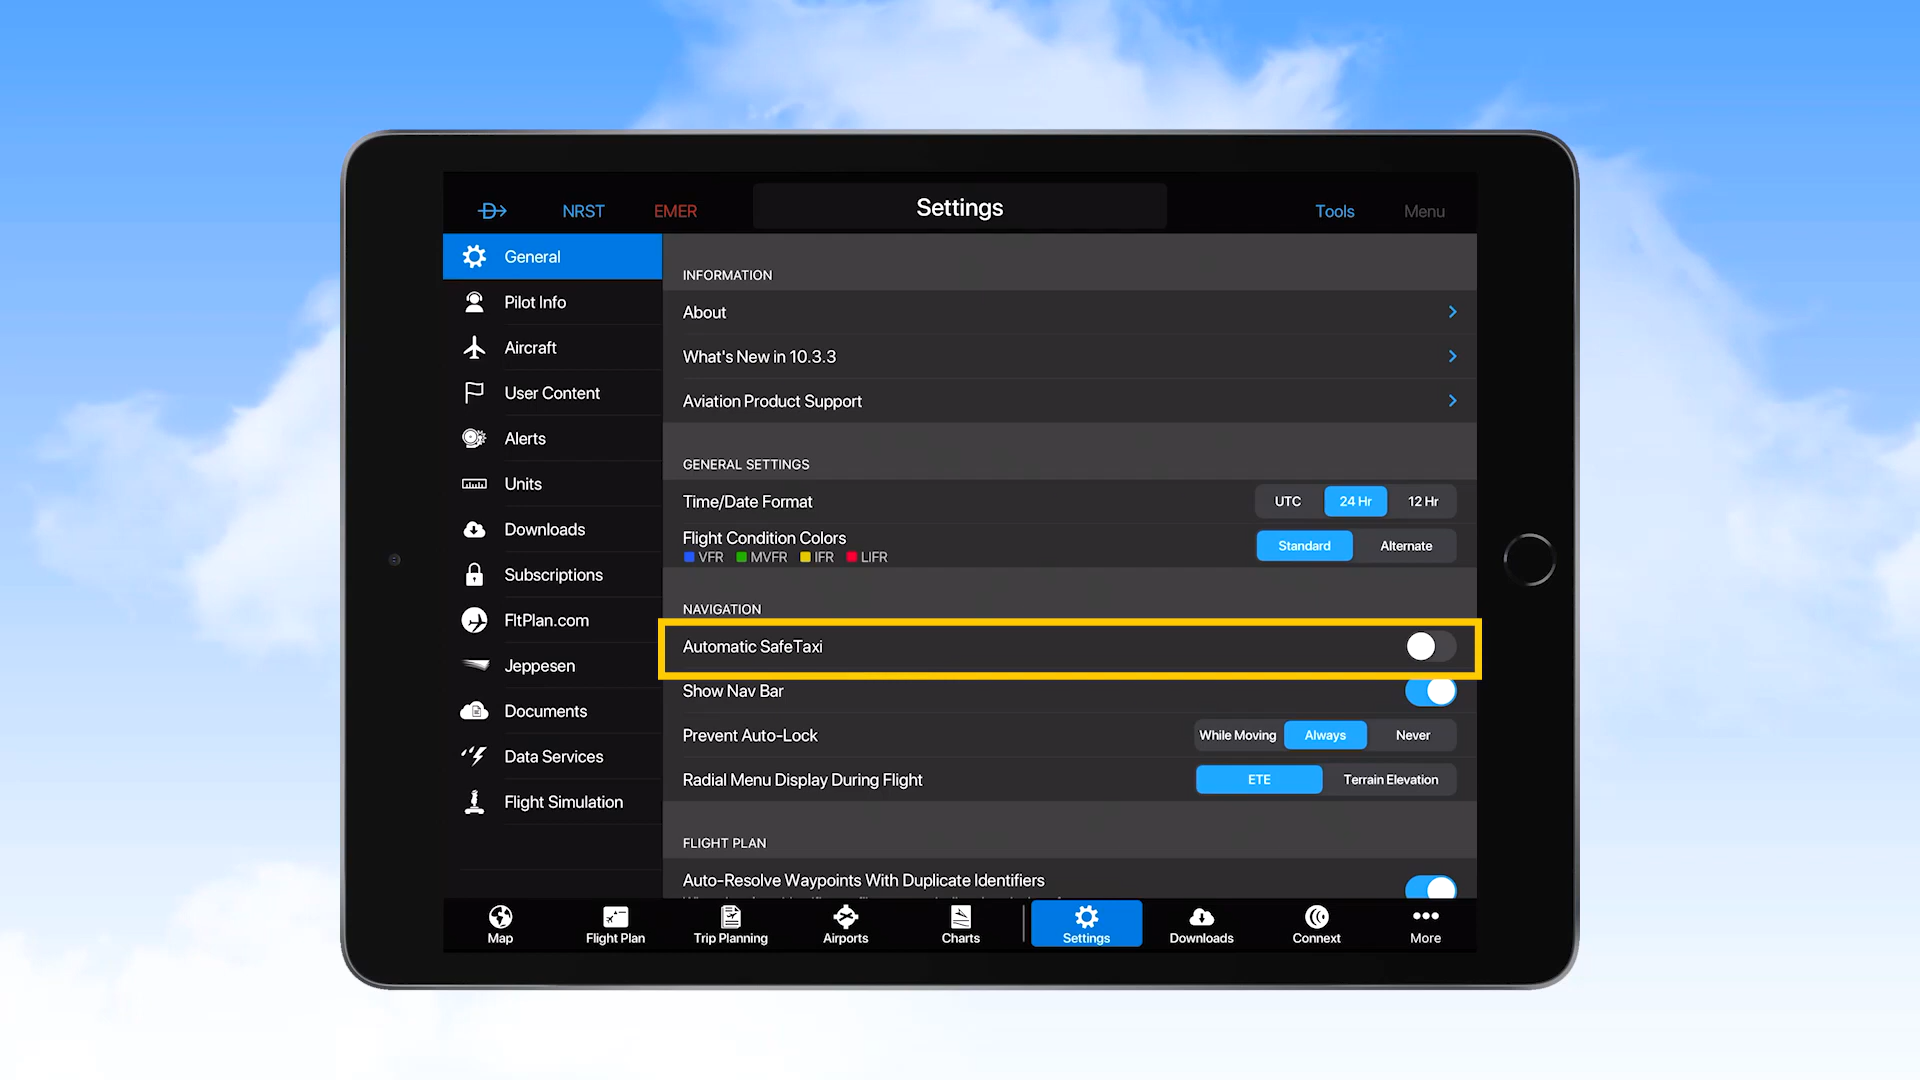 NRST
EMER
Settings
Tools
Menu
General
Pilot Info
Aircraft
User Content
Alerts
Units
Downloads
Subscriptions
FltPlan.com
Jeppesen
Documents
Data Services
Flight Simulation
INFORMATION
About
What's New in 10.3.3
Aviation Product Support
GENERAL SETTINGS
Time/Date Format
UTC
24 Hr
12 Hr
Flight Condition Colors
VFR
MVFR
IFR
LIFR
Standard
Alternate
NAVIGATION
Automatic SafeTaxi
Show Nav Bar
Prevent Auto-Lock
While Moving
Always
Never
Radial Menu Display During Flight
ETE
Terrain Elevation
FLIGHT PLAN
Auto-Resolve Waypoints With Duplicate Identifiers
Map
Flight Plan
Trip Planning
Airports
Charts
Settings
Downloads
Connext
More